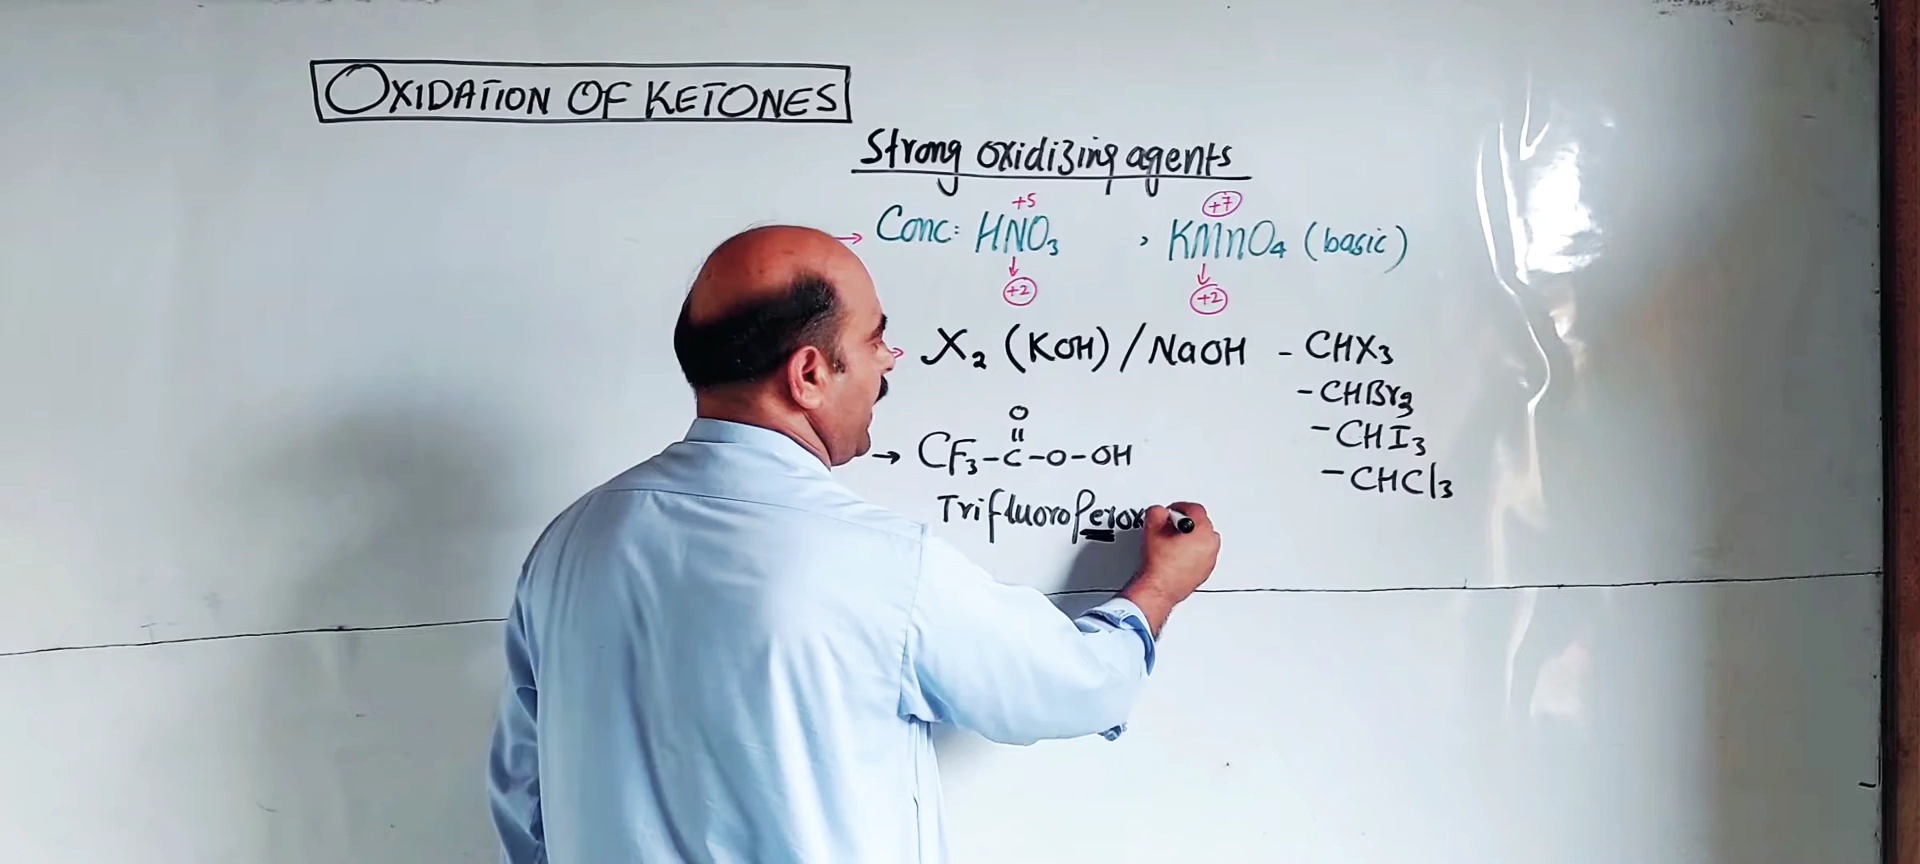 OXIDATION OF KETONES
Strong oxidizing agents
+5 +7
Conc: HNO₃ , KMnO₄ (basic)
↓ ↓
+2 +2
X₂ (KOH) / NaOH - CHX₃
- CHBr₃
- CHI₃
- CHCl₃
O
||
→ CF₃-C-O-OH
Trifluoroperox